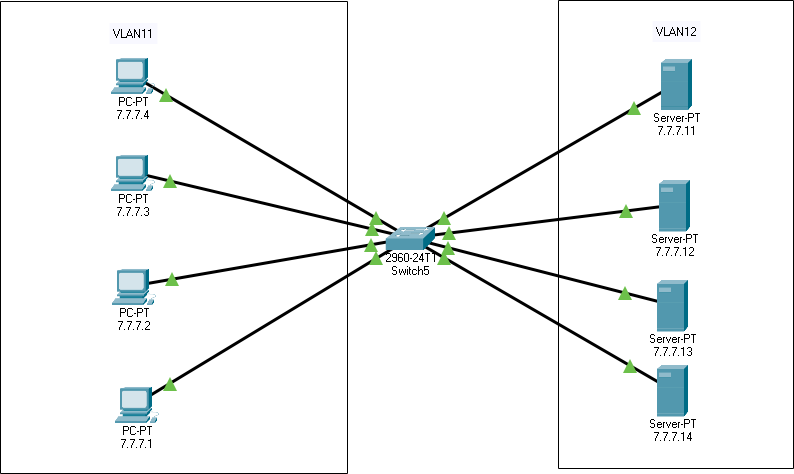 VLAN11
PC-PT
7.7.7.4
PC-PT
7.7.7.3
PC-PT
7.7.7.2
PC-PT
7.7.7.1
2960-24TT
Switch5
VLAN12
Server-PT
7.7.7.11
Server-PT
7.7.7.12
Server-PT
7.7.7.13
Server-PT
7.7.7.14